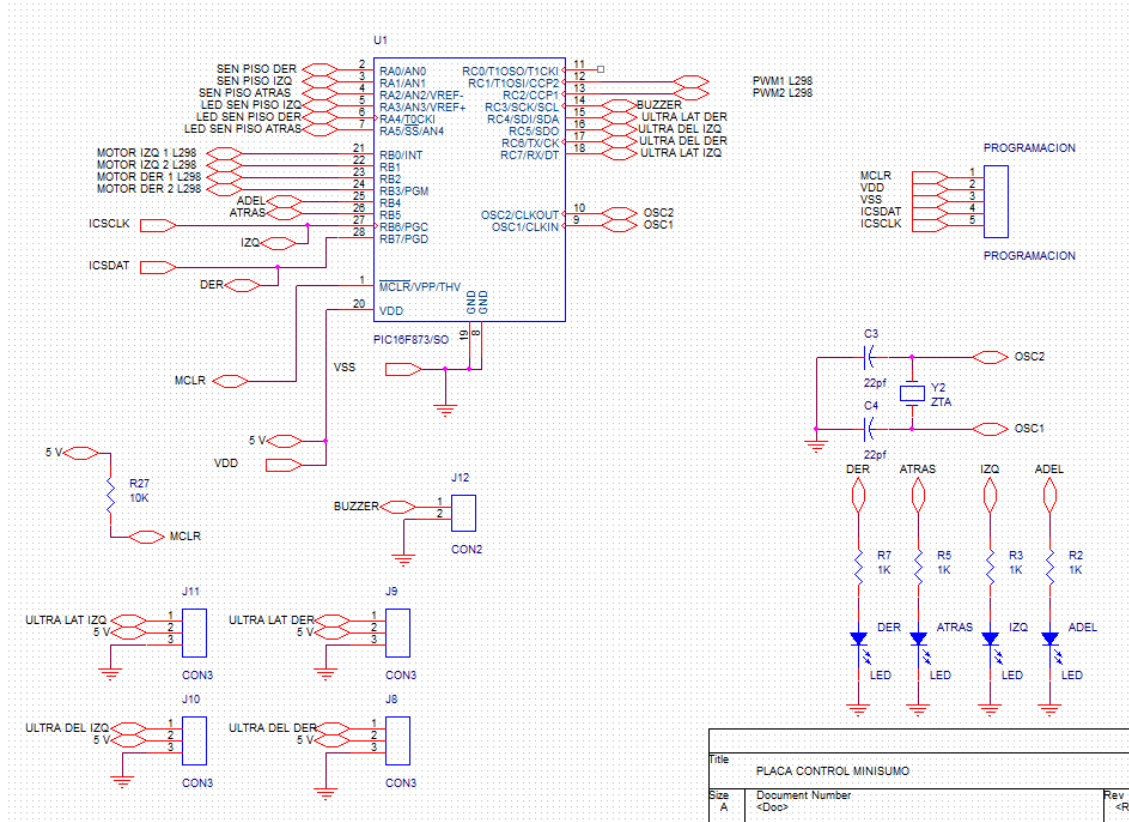 U1
SEN PISO DER
SEN PISO IZQ
SEN PISO ATRAS
LED SEN PISO IZQ
LED SEN PISO DER
LED SEN PISO ATRAS
2
3
4
5
6
7
RA0/AN0
RA1/AN1
RA2/AN2/VREF-
RA3/AN3/VREF+
RA4/T0CKI
RA5/SS/AN4
MOTOR IZQ 1 L298
MOTOR IZQ 2 L298
MOTOR DER 1 L298
MOTOR DER 2 L298
ADEL
ATRAS
ICSCLK
IZQ
ICSDAT
DER
21
22
23
24
25
26
27
28
RB0/INT
RB1
RB2
RB3/PGM
RB4
RB5
RB6/PGC
RB7/PGD
1
MCLR/VPP/THV
20
VDD
RC0/T1OSO/T1CKI
RC1/T1OSI/CCP2
RC2/CCP1
RC3/SCK/SCL
RC4/SDI/SDA
RC5/SDO
RC6/TX/CK
RC7/RX/DT
11
12
13
14
15
16
17
18
PWM1 L298
PWM2 L298
BUZZER
ULTRA LAT DER
ULTRA DEL IZQ
ULTRA DEL DER
ULTRA LAT IZQ
OSC2/CLKOUT
OSC1/CLKIN
10
9
OSC2
OSC1
GND
GND
19
8
PIC16F873/SO
VSS
MCLR
5 V
VDD
PROGRAMACION
MCLR
VDD
VSS
ICSDAT
ICSCLK
1
2
3
4
5
PROGRAMACION
C3
22pf
OSC2
Y2
ZTA
C4
22pf
OSC1
5 V
R27
10K
MCLR
J12
BUZZER
1
2
CON2
DER
ATRAS
IZQ
ADEL
R7
1K
R5
1K
R3
1K
R2
1K
DER
ATRAS
IZQ
ADEL
LED
LED
LED
LED
J11
ULTRA LAT IZQ
5 V
1
2
3
CON3
J9
ULTRA LAT DER
5 V
1
2
3
CON3
J10
ULTRA DEL IZQ
5 V
1
2
3
CON3
J8
ULTRA DEL DER
5 V
1
2
3
CON3
Title
PLACA CONTROL MINISUMO
Size
A
Document Number
<Doc>
Rev